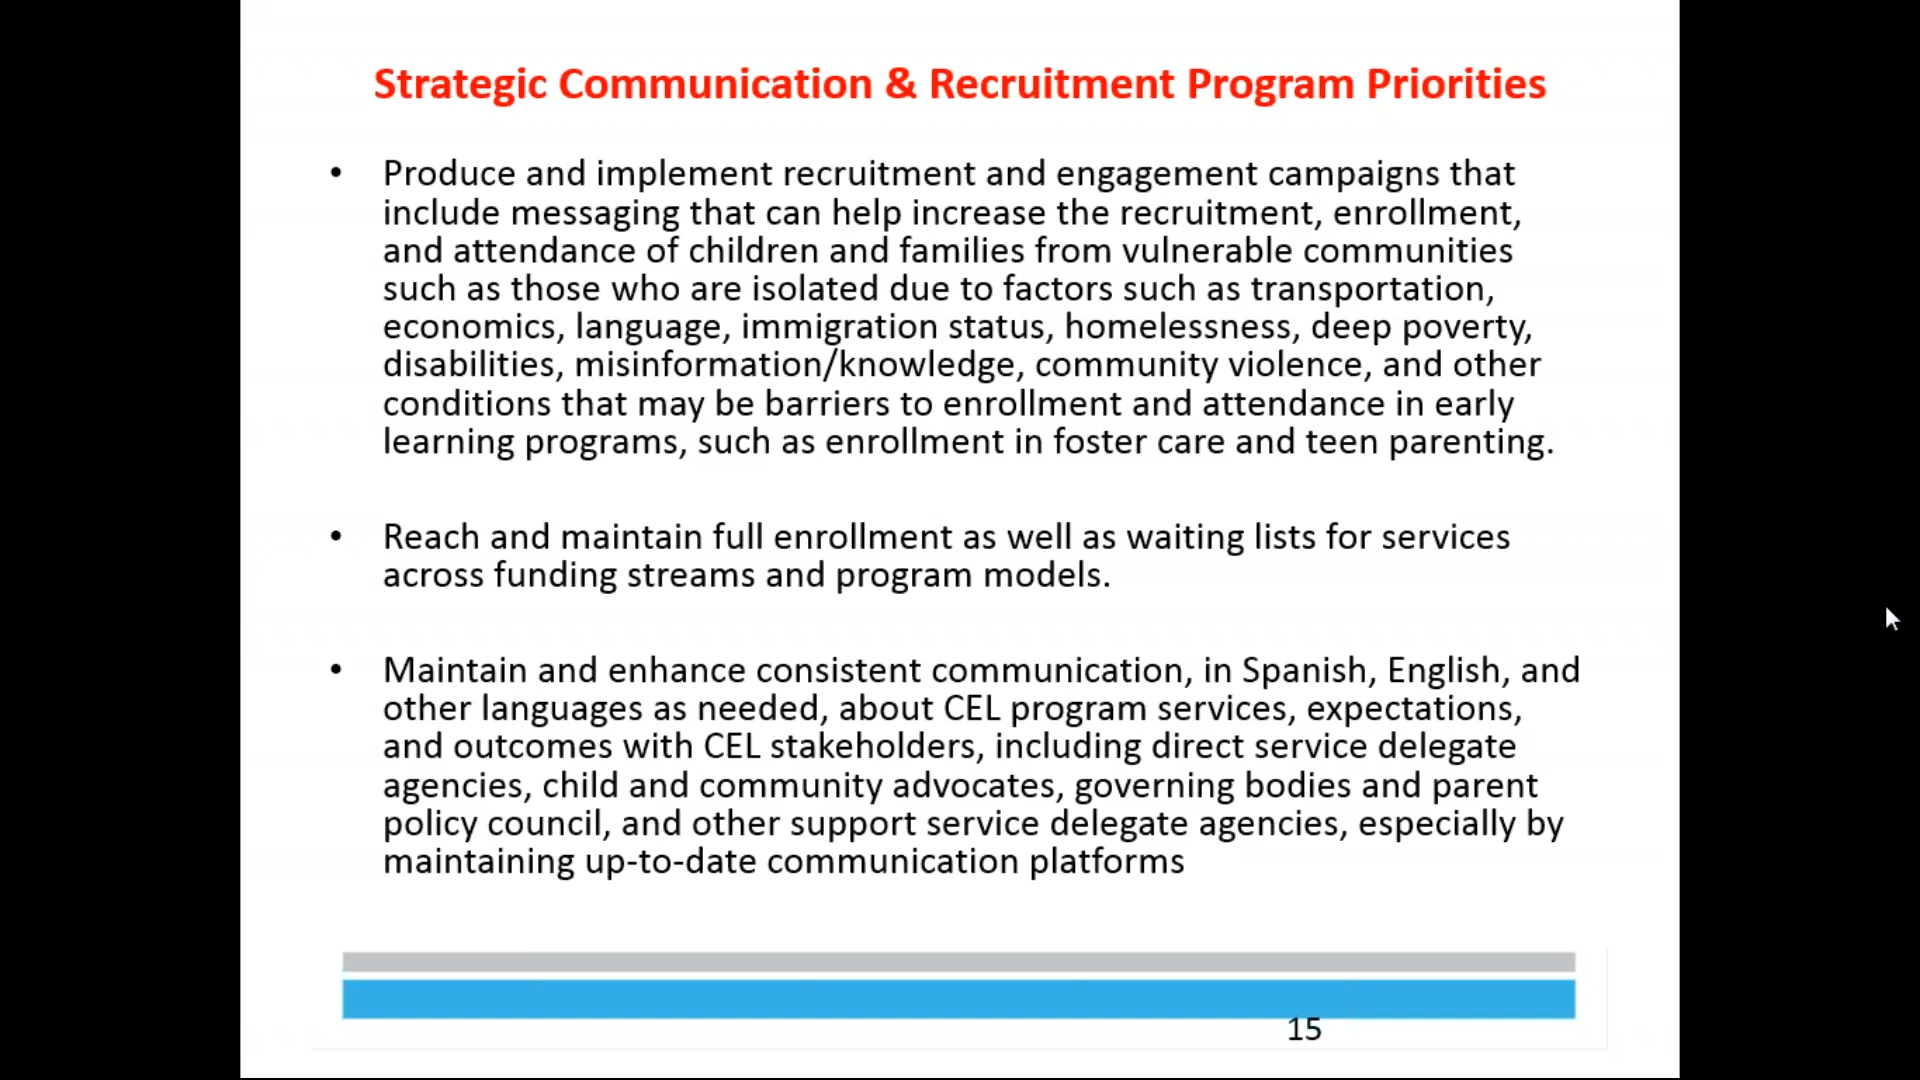 Strategic Communication & Recruitment Program Priorities
• Produce and implement recruitment and engagement campaigns that
include messaging that can help increase the recruitment, enrollment,
and attendance of children and families from vulnerable communities
such as those who are isolated due to factors such as transportation,
economics, language, immigration status, homelessness, deep poverty,
disabilities, misinformation/knowledge, community violence, and other
conditions that may be barriers to enrollment and attendance in early
learning programs, such as enrollment in foster care and teen parenting.
• Reach and maintain full enrollment as well as waiting lists for services
across funding streams and program models.
• Maintain and enhance consistent communication, in Spanish, English, and
other languages as needed, about CEL program services, expectations,
and outcomes with CEL stakeholders, including direct service delegate
agencies, child and community advocates, governing bodies and parent
policy council, and other support service delegate agencies, especially by
maintaining up-to-date communication platforms
15